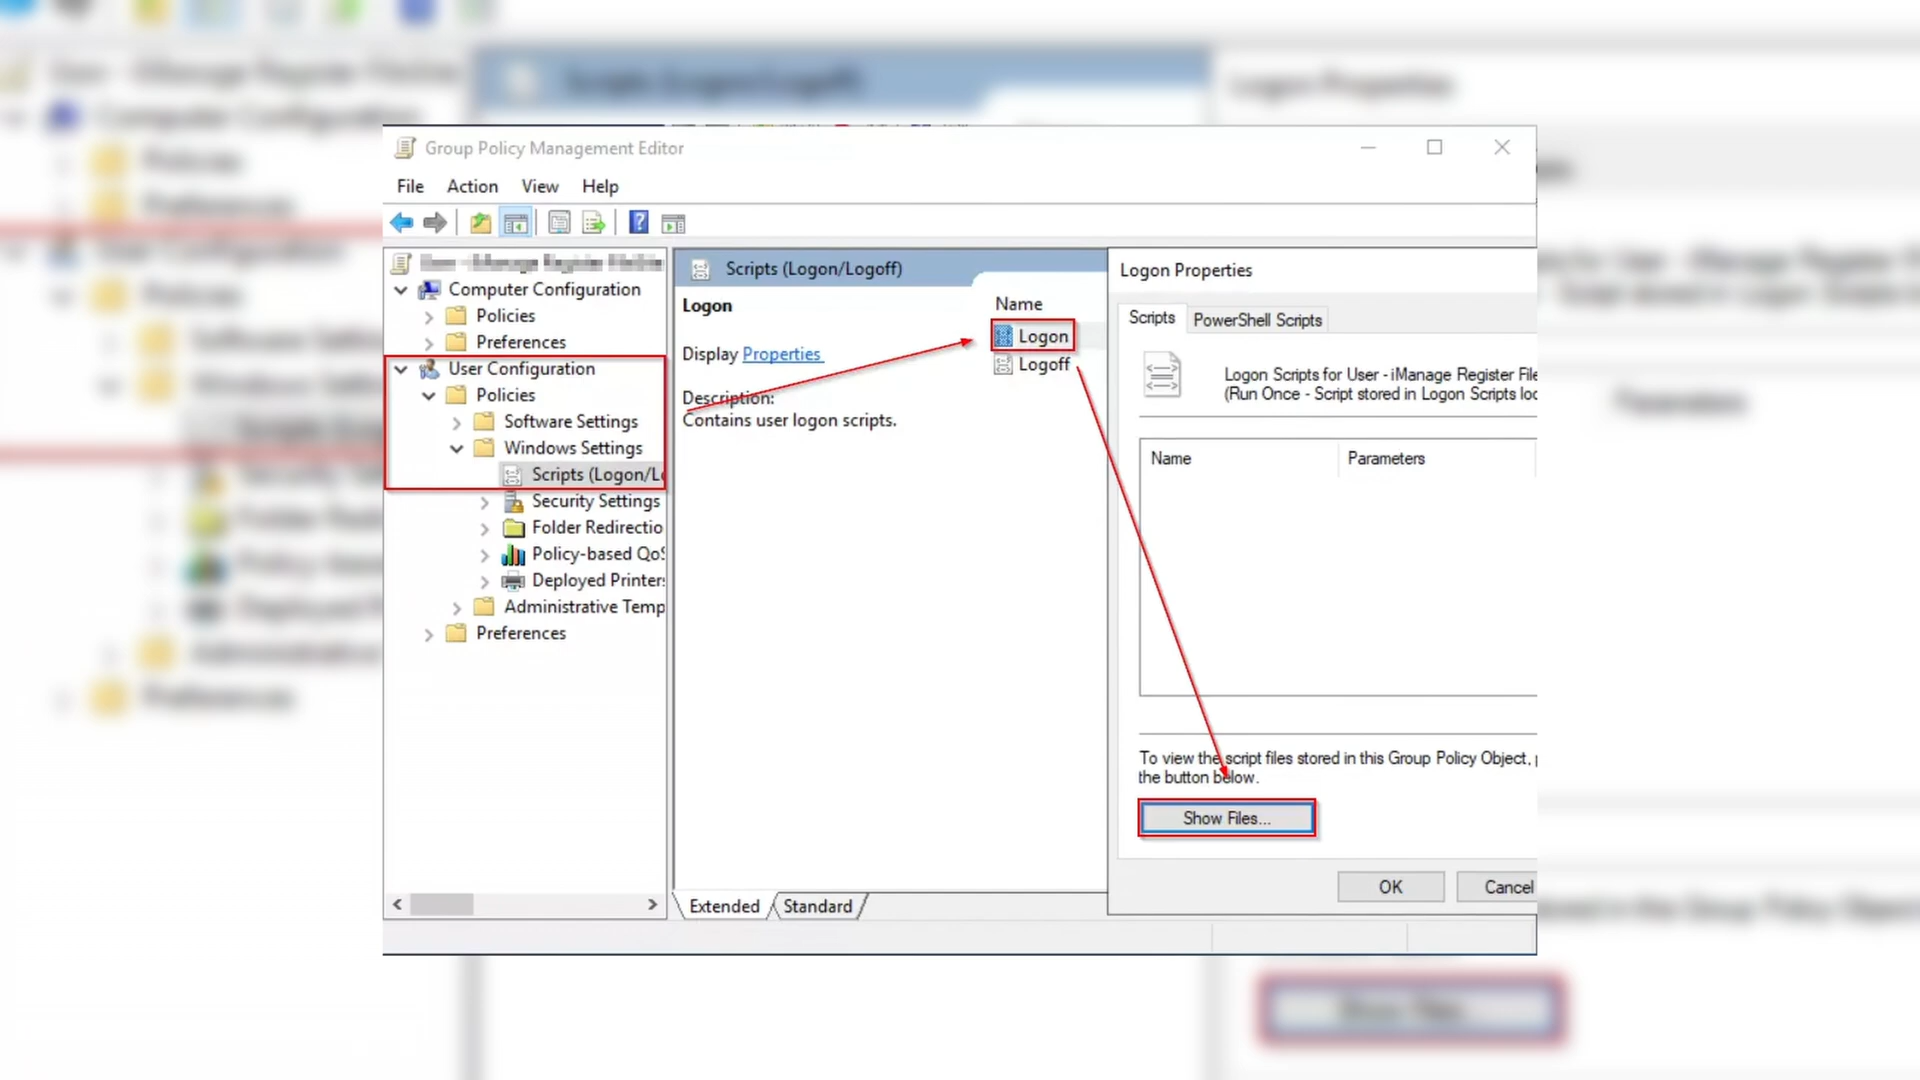 Group Policy Management Editor
File Action View Help
Computer Configuration
Policies
Preferences
User Configuration
Policies
Software Settings
Windows Settings
Scripts (Logon/Lo
Security Settings
Folder Redirectio
Policy-based QoS
Deployed Printers
Administrative Temp
Preferences
Scripts (Logon/Logoff)
Logon
Display Properties
Description:
Contains user logon scripts.
Name
Logon
Logoff
Extended Standard
Logon Properties
Scripts PowerShell Scripts
Logon Scripts for User - iManage Register File
(Run Once - Script stored in Logon Scripts loc
Name Parameters
To view the script files stored in this Group Policy Object, p
the button below.
Show Files...
OK Cancel